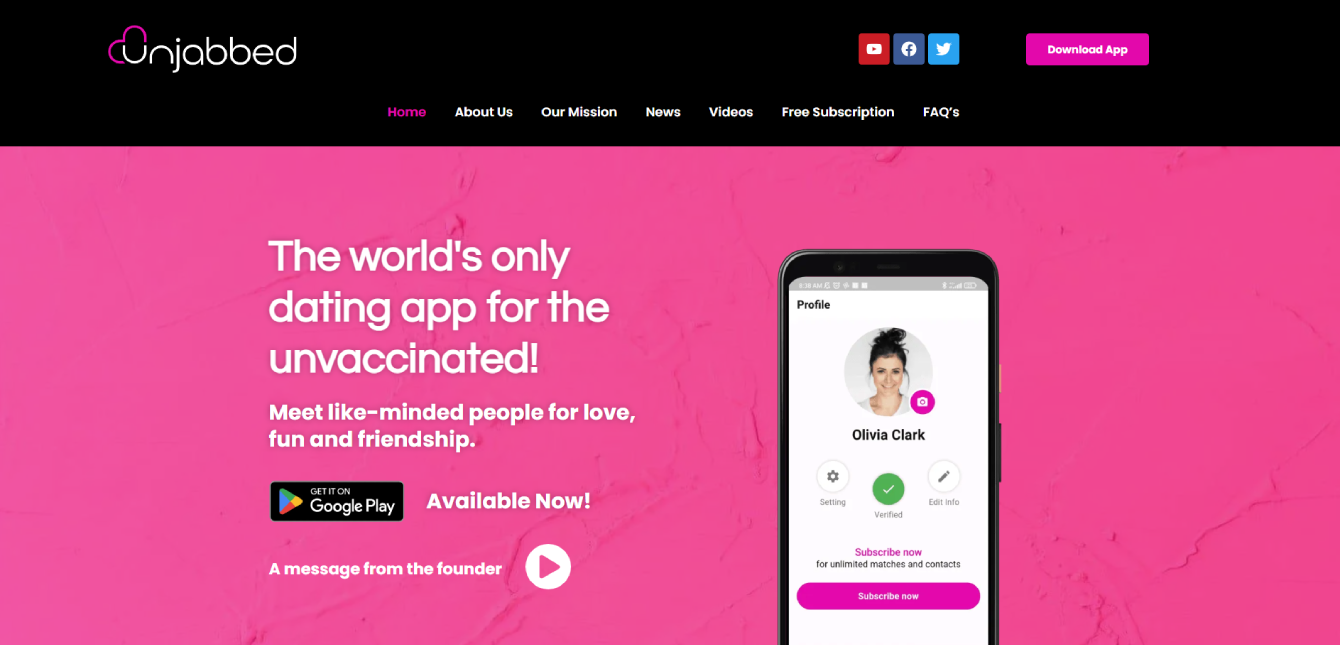 Unjabbed
Download App
Home About Us Our Mission News Videos Free Subscription FAQ's
The world's only
dating app for the
unvaccinated!
Meet like-minded people for love,
fun and friendship.
GET IT ON
Google Play
Available Now!
A message from the founder
8:38 AM
Profile
Olivia Clark
Setting
Verified
Edit info
Subscribe now
for unlimited matches and contacts
Subscribe now